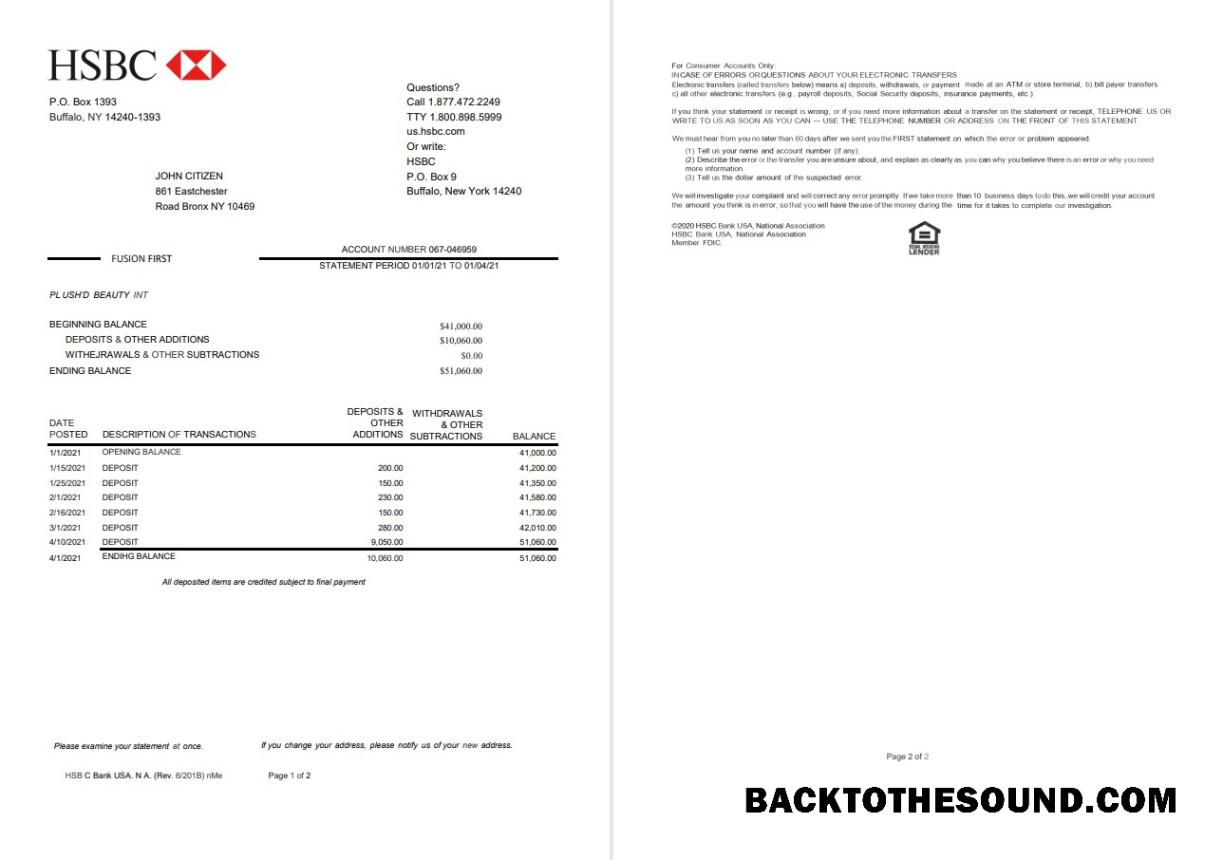 HSBC
P.O. Box 1393
Buffalo, NY 14240-1393
Questions?
Call 1.877.472.2249
TTY 1.800.898.5999
us.hsbc.com
Or write:
HSBC
P.O. Box 9
Buffalo, New York 14240
JOHN CITIZEN
861 Eastchester
Road Bronx NY 10469
ACCOUNT NUMBER 067-046959
FUSION FIRST
STATEMENT PERIOD 01/01/21 TO 01/04/21
PLUSH'D BEAUTY INT
BEGINNING BALANCE $41,000.00
DEPOSITS & OTHER ADDITIONS $10,060.00
WITHEJRAWALS & OTHER SUBTRACTIONS $0.00
ENDING BALANCE $51,060.00
DATE POSTED DESCRIPTION OF TRANSACTIONS DEPOSITS & OTHER ADDITIONS WITHDRAWALS & OTHER SUBTRACTIONS BALANCE
1/1/2021 OPENING BALANCE 41,000.00
1/15/2021 DEPOSIT 200.00 41,200.00
1/25/2021 DEPOSIT 150.00 41,350.00
2/1/2021 DEPOSIT 230.00 41,580.00
2/16/2021 DEPOSIT 150.00 41,730.00
3/1/2021 DEPOSIT 280.00 42,010.00
4/10/2021 DEPOSIT 9,050.00 51,060.00
4/1/2021 ENDIHG BALANCE 10,060.00 51,060.00
All deposited items are credited subject to final payment
Please examine your statement at once. If you change your address, please notify us of your new address.
HSB C Bank USA. N A. (Rev. 6/201B) nMe Page 1 of 2
For Consumer Accounts Only:
IN CASE OF ERRORS OR QUESTIONS ABOUT YOUR ELECTRONIC TRANSFERS
Electronic transfers (called transfers below) means a) deposits, withdrawals, or payment made at an ATM or store terminal, b) bill payer transfers
c) all other electronic transfers (e.g., payroll deposits, Social Security deposits, insurance payments, etc.).
If you think your statement or receipt is wrong, or if you need more information about a transfer on the statement or receipt, TELEPHONE US OR
WRITE TO US AS SOON AS YOU CAN — USE THE TELEPHONE NUMBER OR ADDRESS ON THE FRONT OF THIS STATEMENT.
We must hear from you no later than 60 days after we sent you the FIRST statement on which the error or problem appeared.
(1) Tell us your name and account number (if any).
(2) Describe the error or the transfer you are unsure about, and explain as clearly as you can why you believe there is an error or why you need
more information.
(3) Tell us the dollar amount of the suspected error.
We will investigate your complaint and will correct any error promptly. If we take more than 10 business days to do this, we will credit your account
the amount you think is in error, so that you will have the use of the money during the time for it takes to complete our investigation.
©2020 HSBC Bank USA, National Association
HSBC Bank USA, National Association
Member FDIC.
EQUAL HOUSING
LENDER
Page 2 of 2
BACKTOTHESOUND.COM